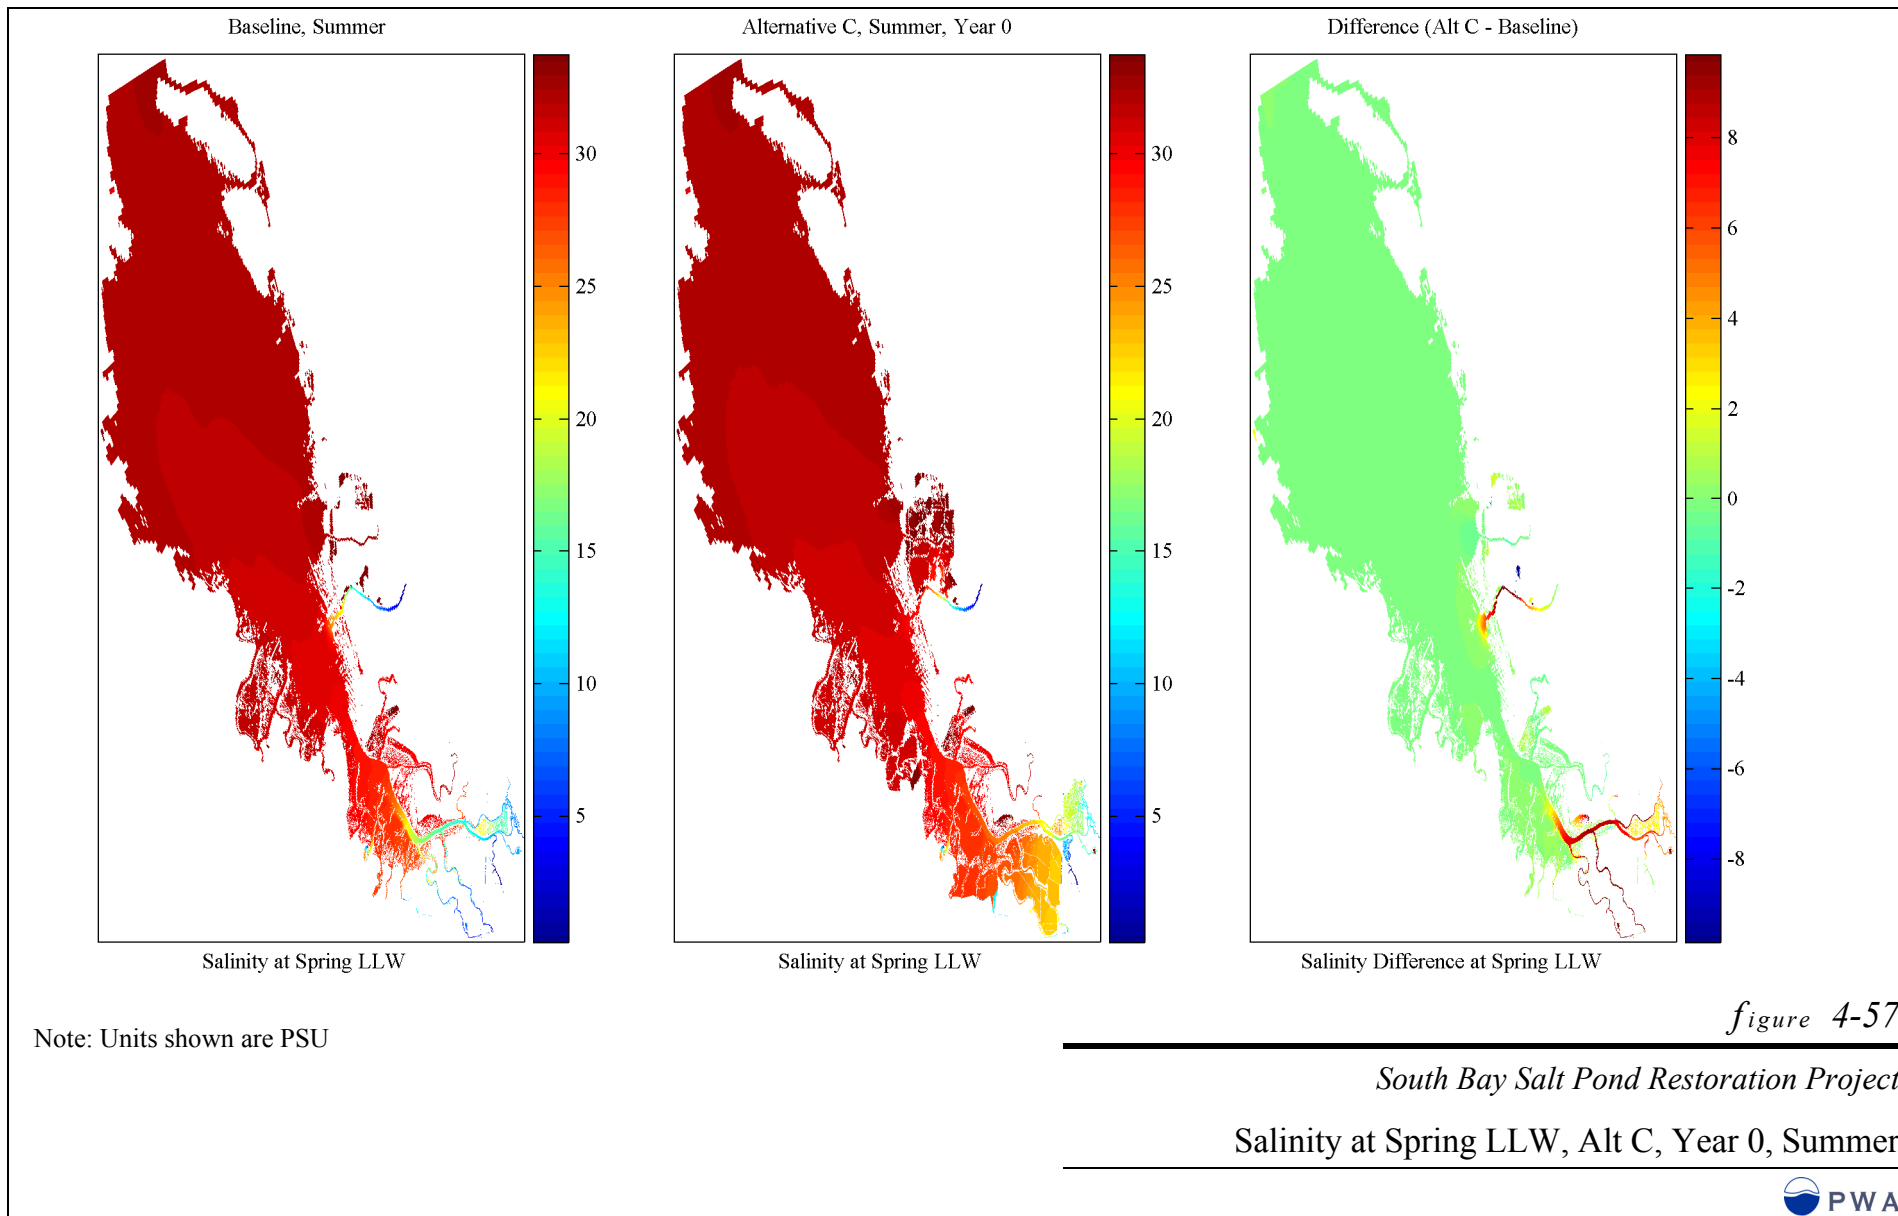 Baseline, Summer
30
25
20
15
10
5
Salinity at Spring LLW
Alternative C, Summer, Year 0
30
25
20
15
10
5
Salinity at Spring LLW
Difference (Alt C - Baseline)
8
6
4
2
0
-2
-4
-6
-8
Salinity Difference at Spring LLW
Note: Units shown are PSU
figure 4-57
South Bay Salt Pond Restoration Project
Salinity at Spring LLW, Alt C, Year 0, Summer
PWA